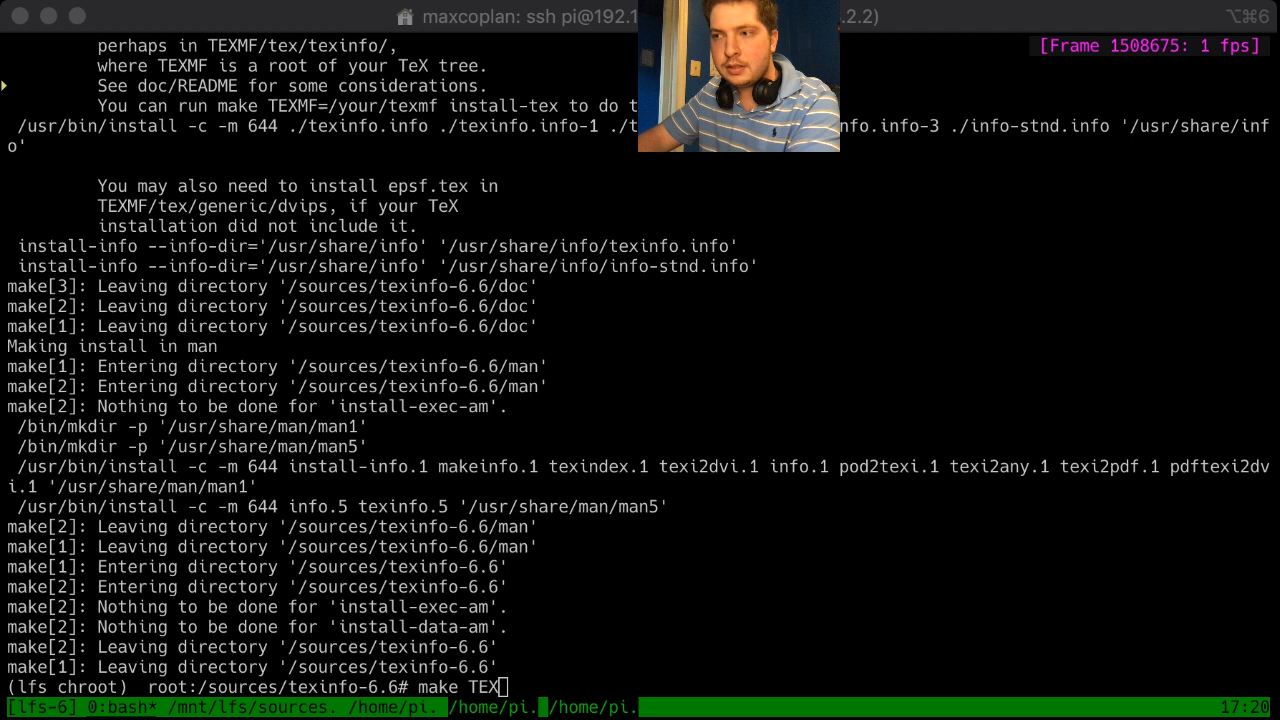 maxcoplan: ssh pi@192.1 .2.2) ⌥⌘6
perhaps in TEXMF/tex/texinfo/, [Frame 1508675: 1 fps]
where TEXMF is a root of your TeX tree.
See doc/README for some considerations.
You can run make TEXMF=/your/texmf install-tex to do t
/usr/bin/install -c -m 644 ./texinfo.info ./texinfo.info-1 ./t nfo.info-3 ./info-stnd.info '/usr/share/inf
o'
You may also need to install epsf.tex in
TEXMF/tex/generic/dvips, if your TeX
installation did not include it.
install-info --info-dir='/usr/share/info' '/usr/share/info/texinfo.info'
install-info --info-dir='/usr/share/info' '/usr/share/info/info-stnd.info'
make[3]: Leaving directory '/sources/texinfo-6.6/doc'
make[2]: Leaving directory '/sources/texinfo-6.6/doc'
make[1]: Leaving directory '/sources/texinfo-6.6/doc'
Making install in man
make[1]: Entering directory '/sources/texinfo-6.6/man'
make[2]: Entering directory '/sources/texinfo-6.6/man'
make[2]: Nothing to be done for 'install-exec-am'.
/bin/mkdir -p '/usr/share/man/man1'
/bin/mkdir -p '/usr/share/man/man5'
/usr/bin/install -c -m 644 install-info.1 makeinfo.1 texindex.1 texi2dvi.1 info.1 pod2texi.1 texi2any.1 texi2pdf.1 pdftexi2dv
i.1 '/usr/share/man/man1'
/usr/bin/install -c -m 644 info.5 texinfo.5 '/usr/share/man/man5'
make[2]: Leaving directory '/sources/texinfo-6.6/man'
make[1]: Leaving directory '/sources/texinfo-6.6/man'
make[1]: Entering directory '/sources/texinfo-6.6'
make[2]: Entering directory '/sources/texinfo-6.6'
make[2]: Nothing to be done for 'install-exec-am'.
make[2]: Nothing to be done for 'install-data-am'.
make[2]: Leaving directory '/sources/texinfo-6.6'
make[1]: Leaving directory '/sources/texinfo-6.6'
(lfs chroot) root:/sources/texinfo-6.6# make TEX
[lfs-6] 0:bash* /mnt/lfs/sources. /home/pi. /home/pi. /home/pi. 17:20